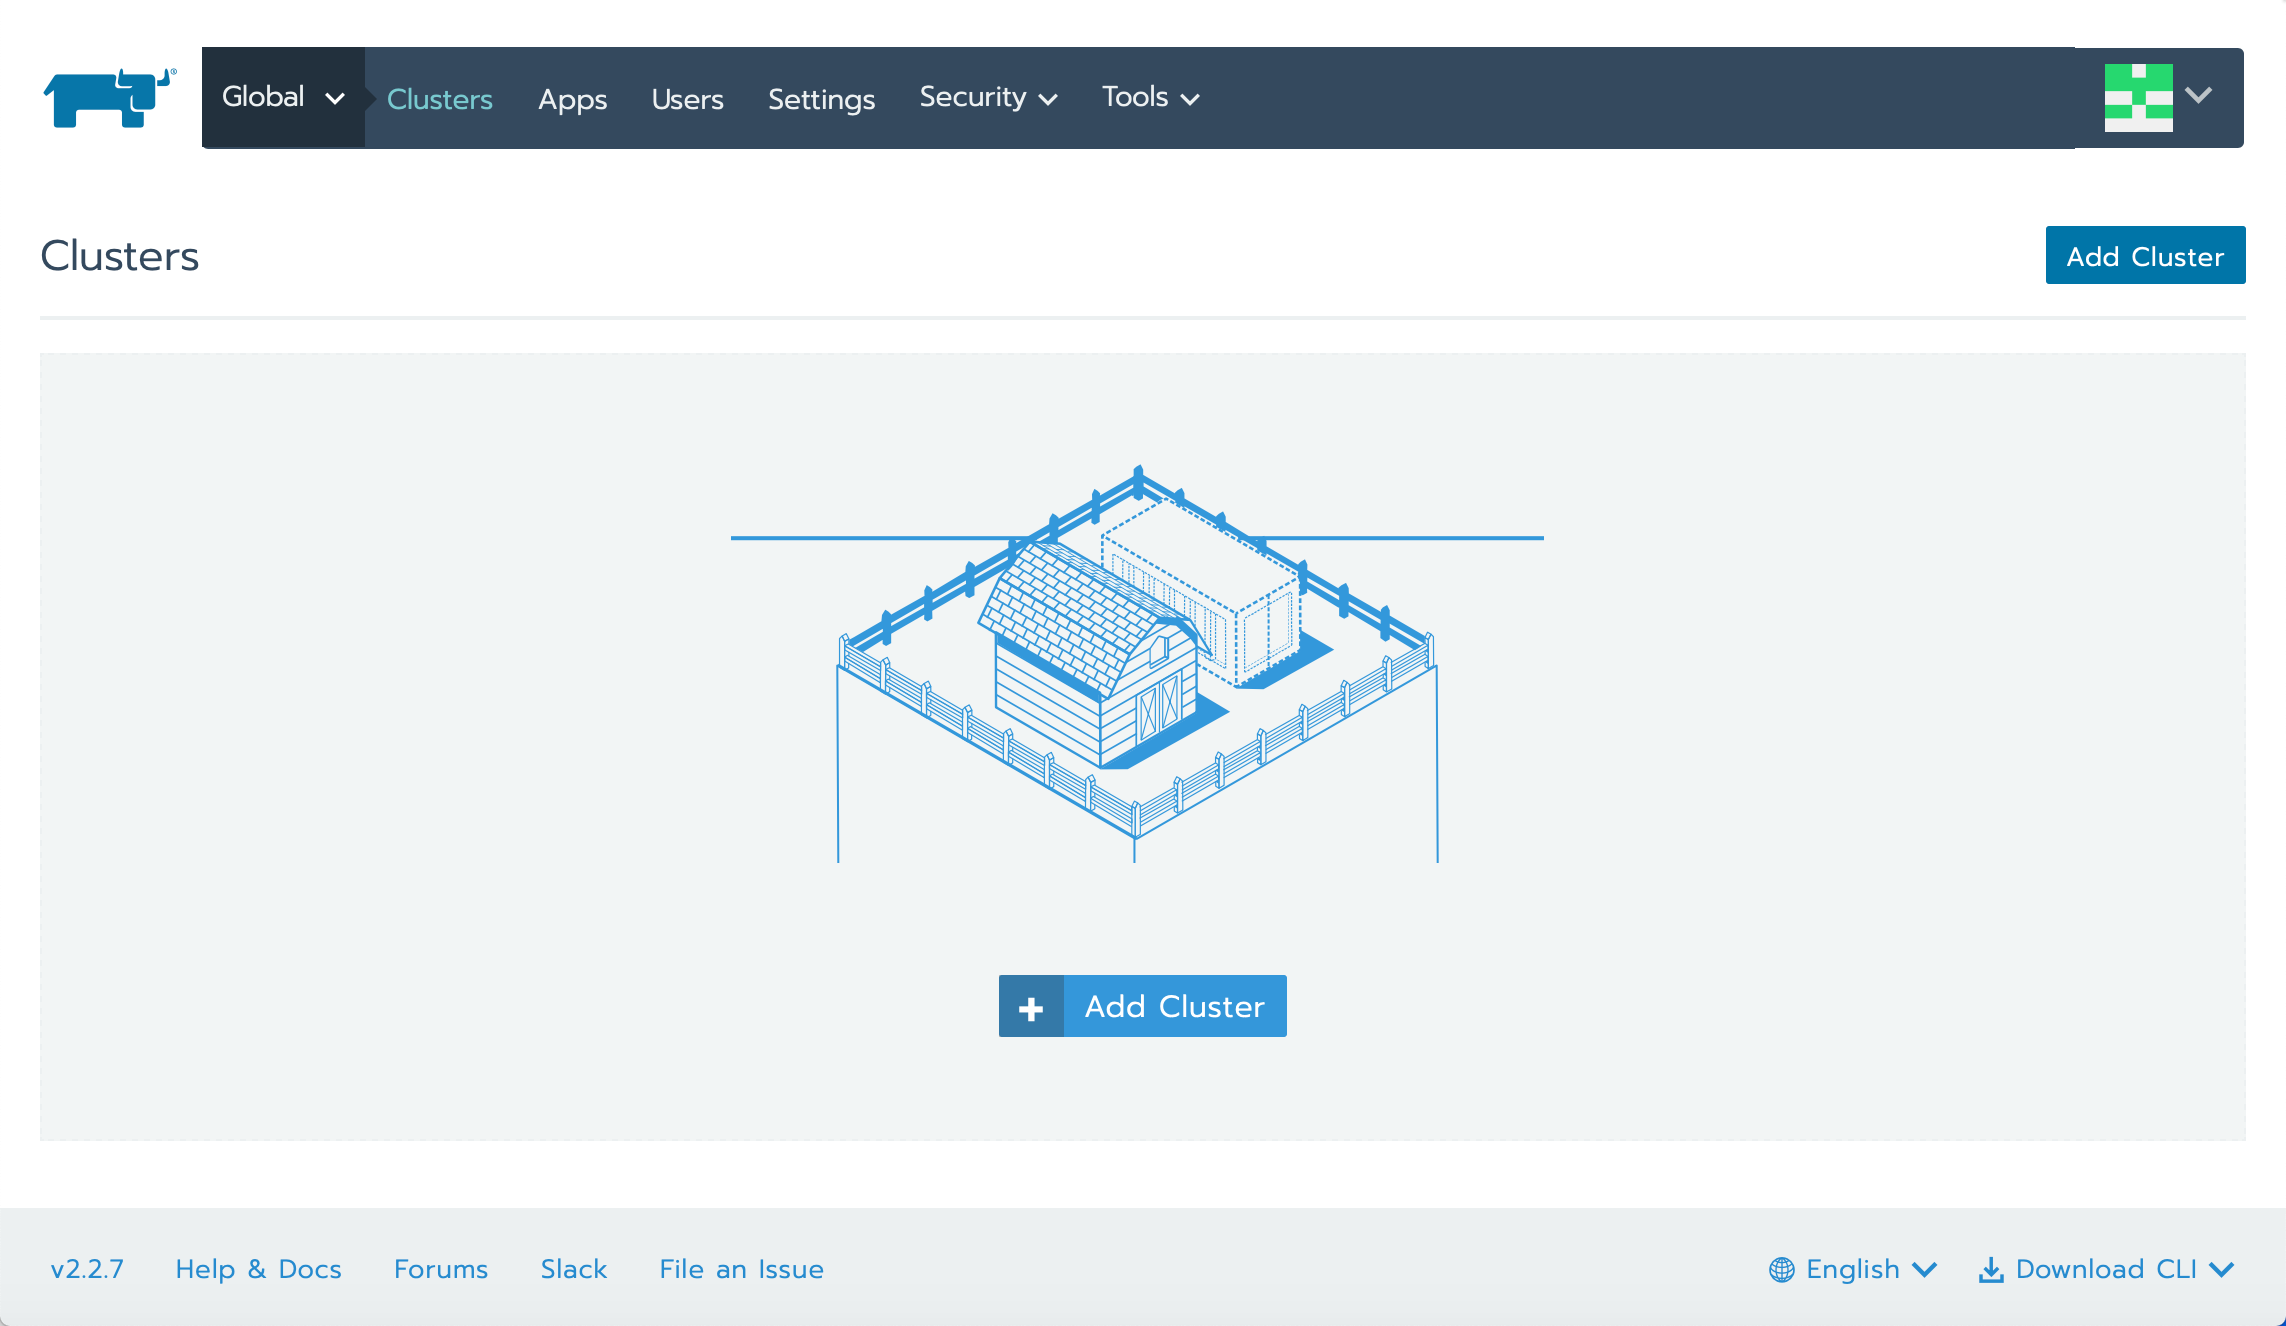 Global Clusters Apps Users Settings Security Tools
Clusters
Add Cluster
Add Cluster
v2.2.7 Help & Docs Forums Slack File an Issue English Download CLI